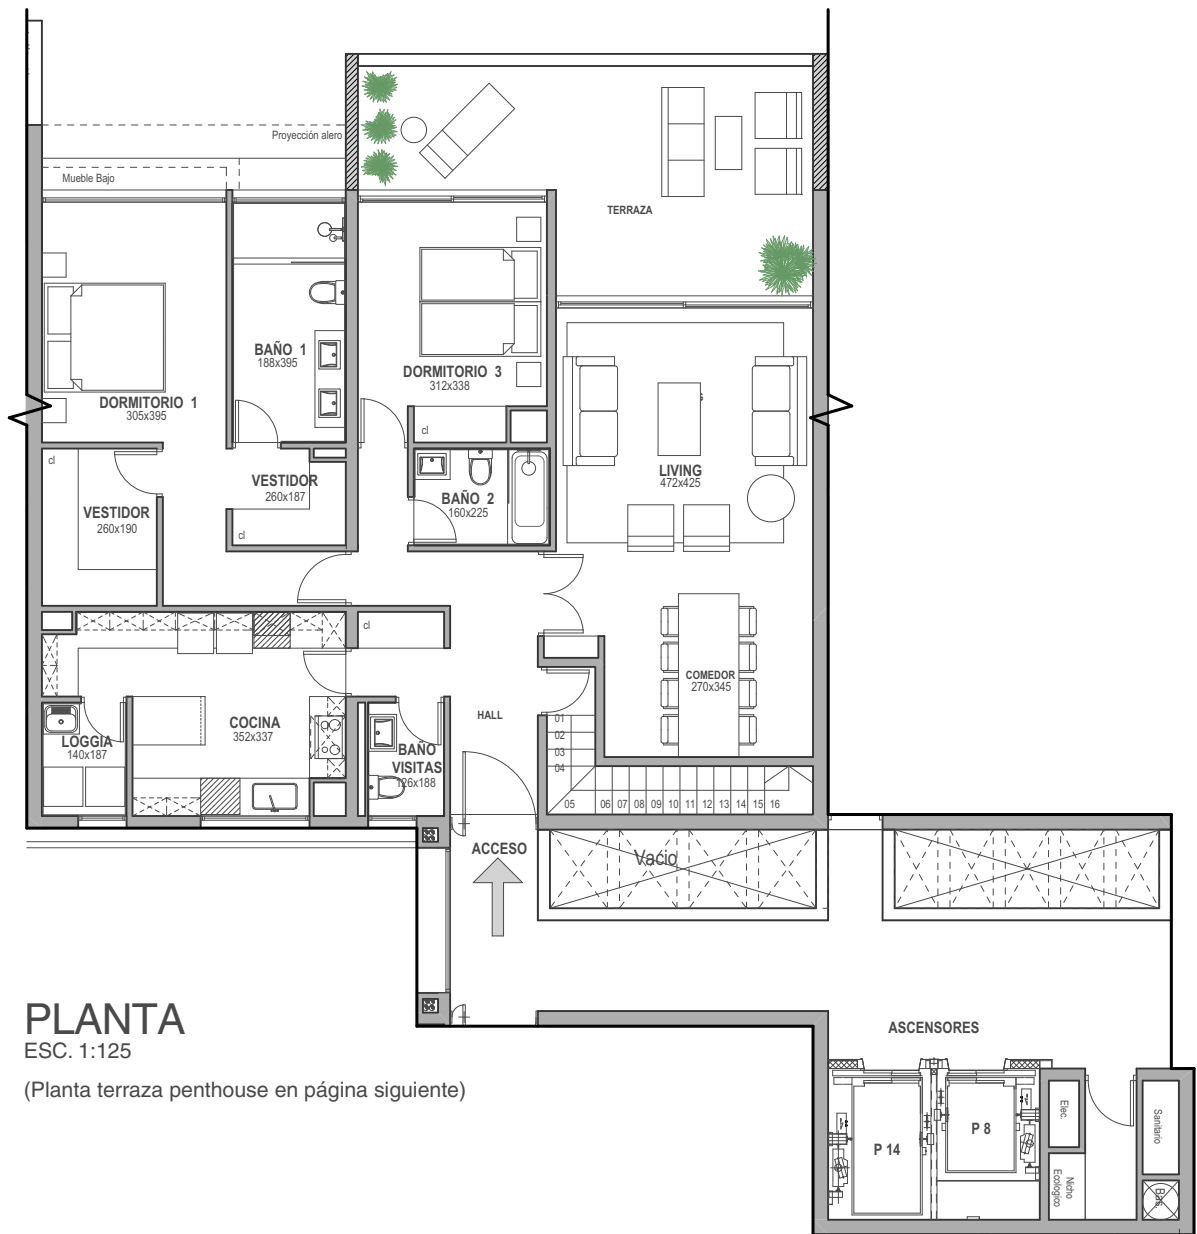 Proyección alero
Mueble Bajo
TERRAZA
BAÑO 1
188x395
DORMITORIO 3
312x338
DORMITORIO 1
305x395
cl
cl
LIVING
472x425
VESTIDOR
260x187
BAÑO 2
160x225
VESTIDOR
260x190
cl
cl
COMEDOR
270x345
HALL
COCINA
352x337
LOGGIA
140x187
BAÑO
VISITAS
126x188
01
02
03
04
05
06 07 08 09 10 11 12 13 14 15 16
ACCESO
Vacio
PLANTA
ESC. 1:125
(Planta terraza penthouse en página siguiente)
ASCENSORES
P 14
P 8
Elec.
Nicho
Ecologico
Sanitario
Bas.